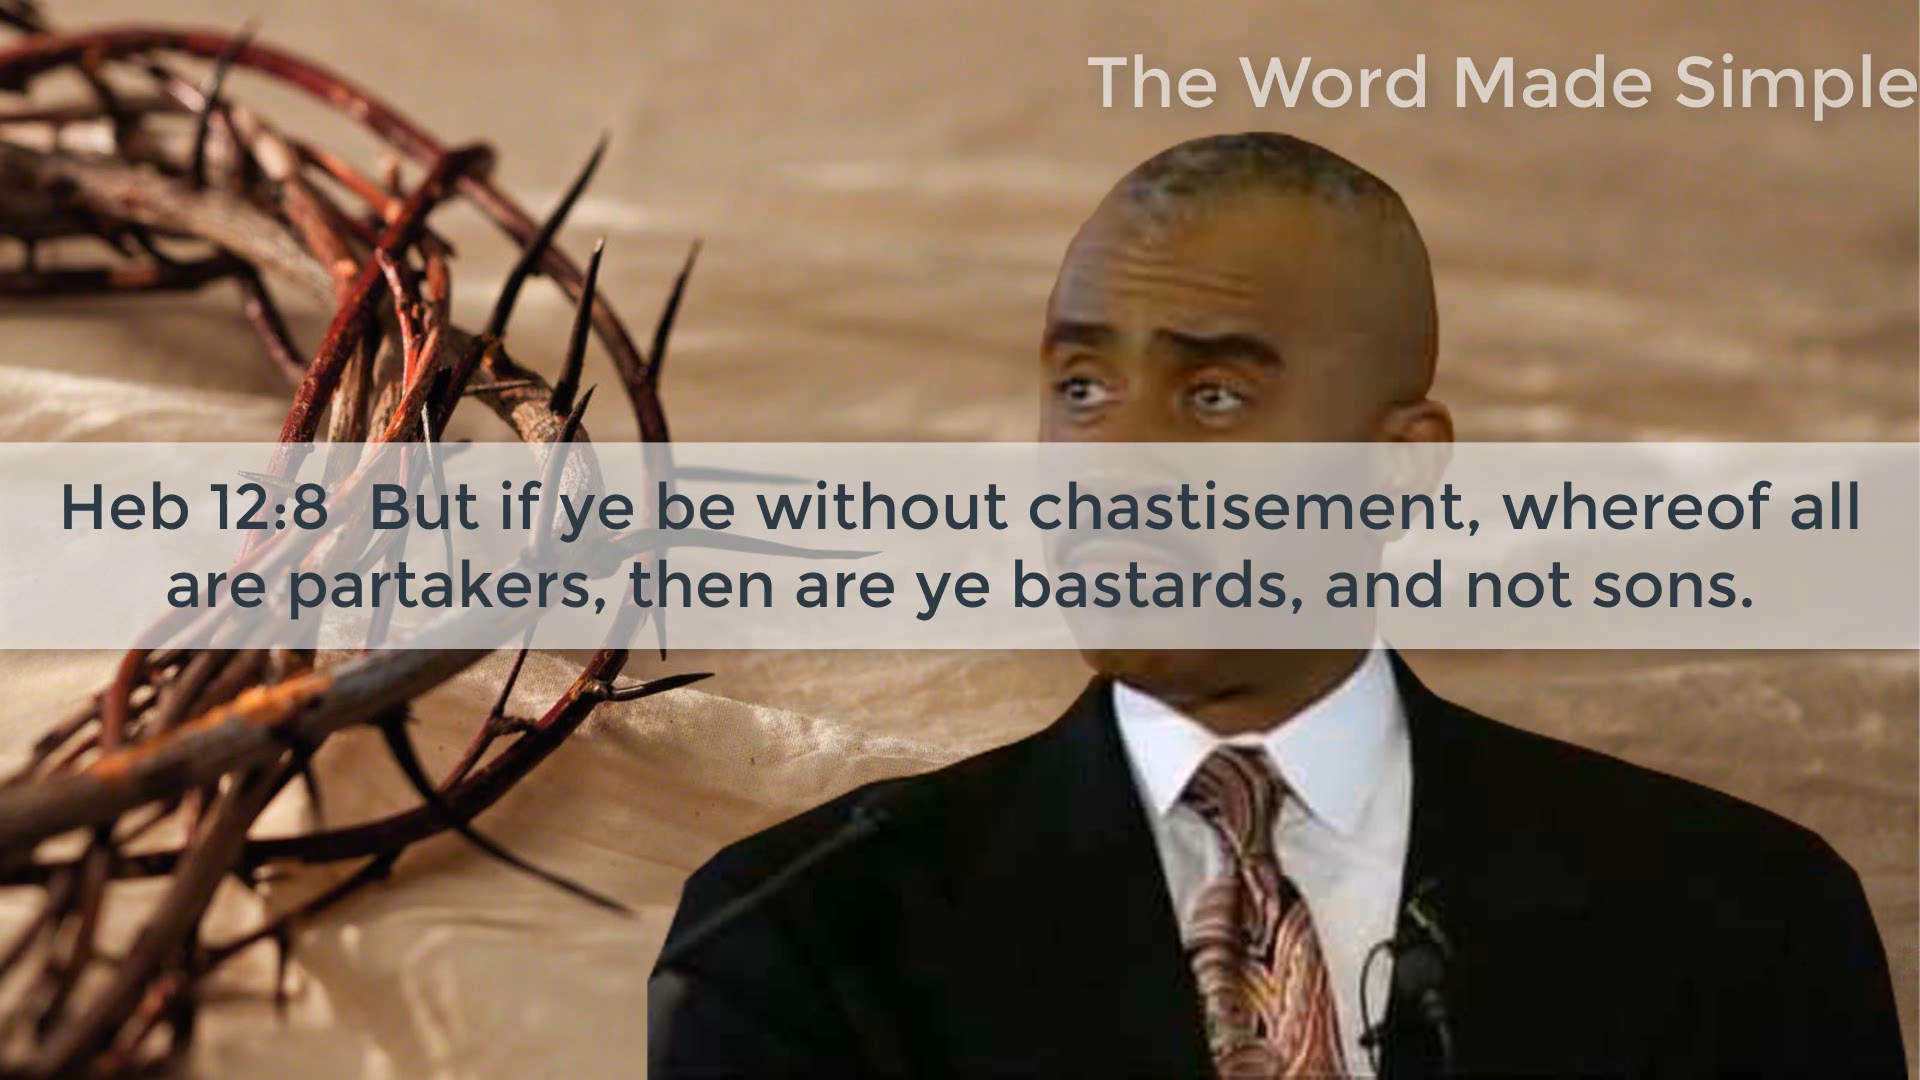 The Word Made Simple
Heb 12:8  But if ye be without chastisement, whereof all
are partakers, then are ye bastards, and not sons.